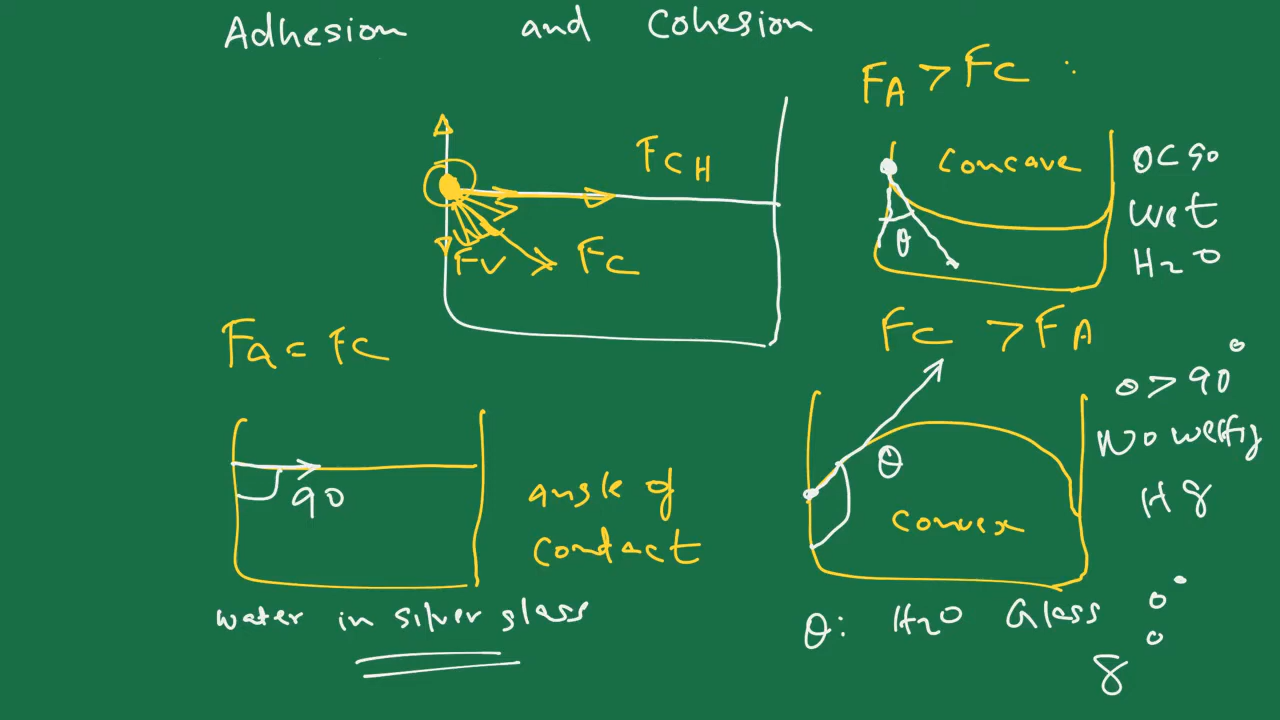 Adhesion and Cohesion
FA > FC :
FCH
Concave
θ < 90
wet
H2O
θ
FV
FC
FC > FA
Fa = FC
θ > 90°
No wetting
Hg
θ
90
angle of
contact
Convex
water in silver glass
θ: H2O Glass 0°
8°